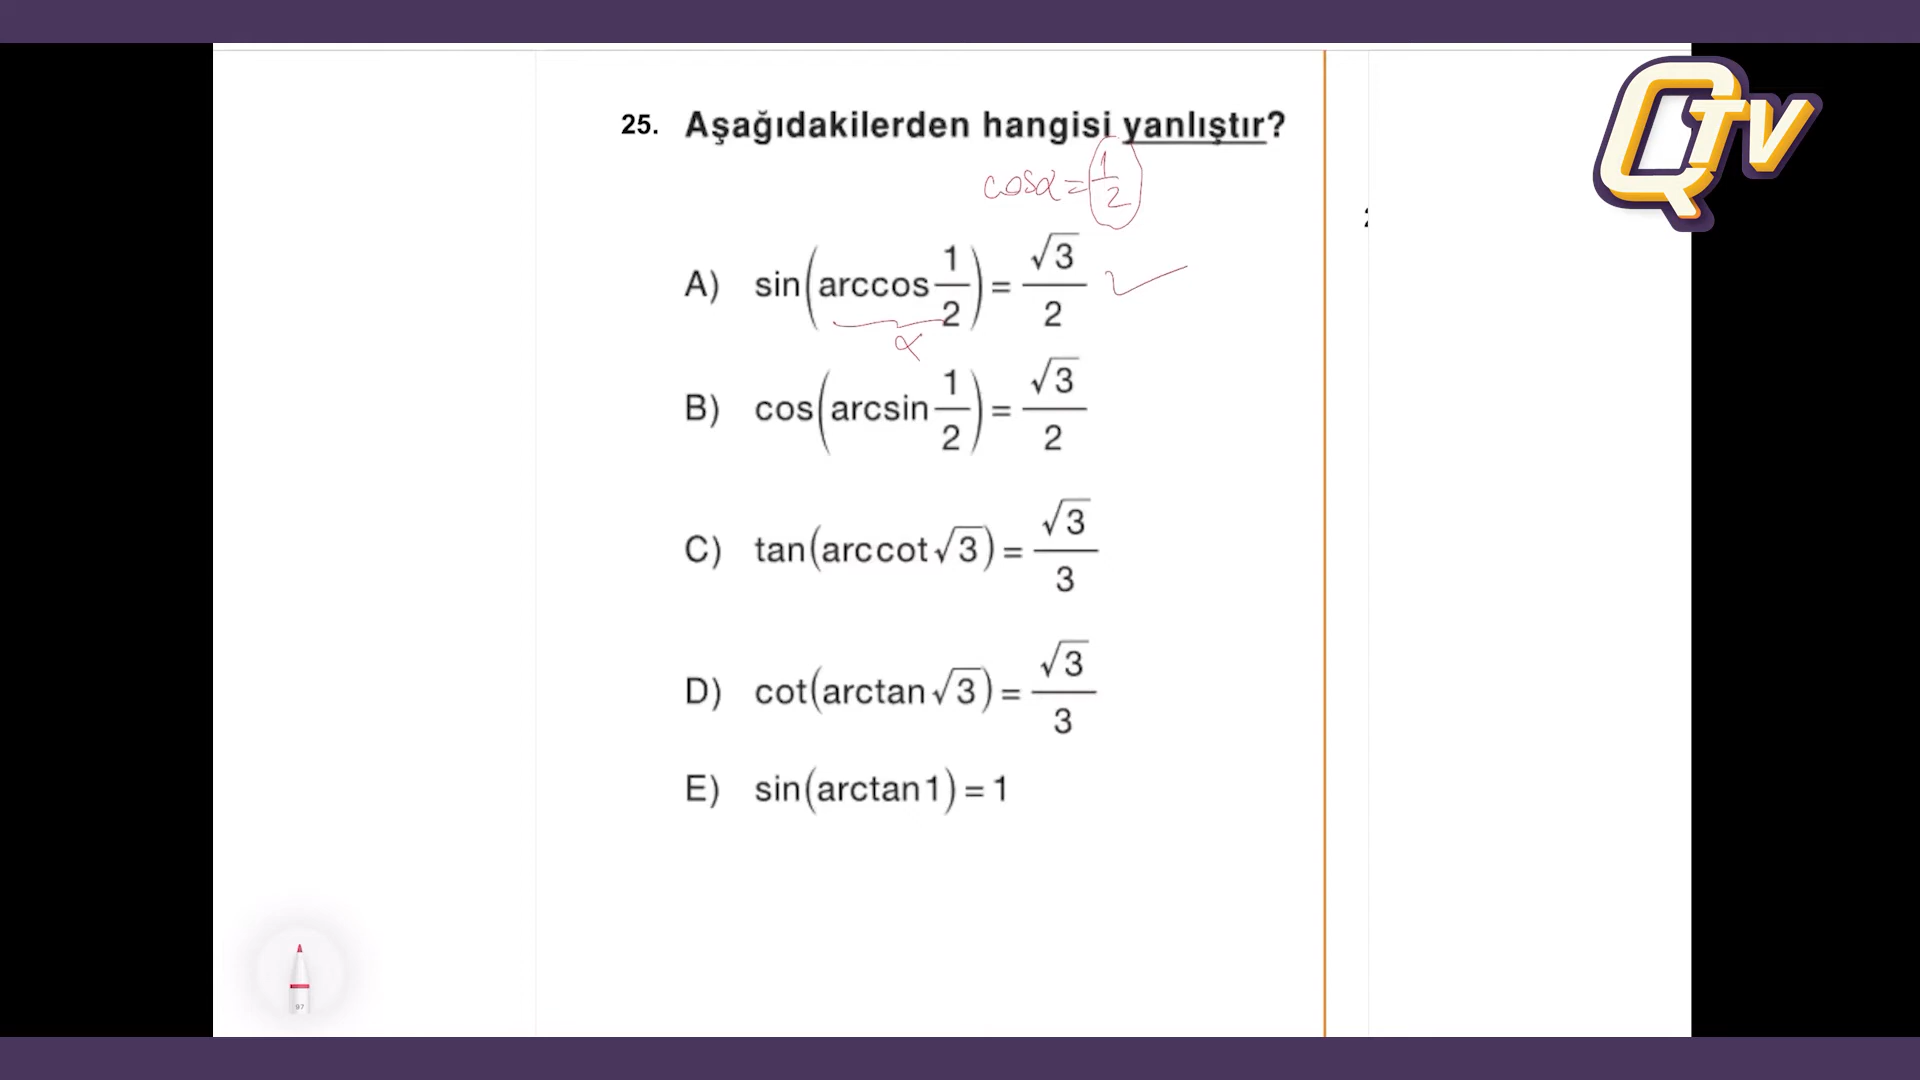 QTV
25. Aşağıdakilerden hangisi yanlıştır?
cosα = 1/2
A) sin(arccos 1/2) = √3/2
α
B) cos(arcsin 1/2) = √3/2
C) tan(arccot √3) = √3/3
D) cot(arctan √3) = √3/3
E) sin(arctan 1) = 1
97